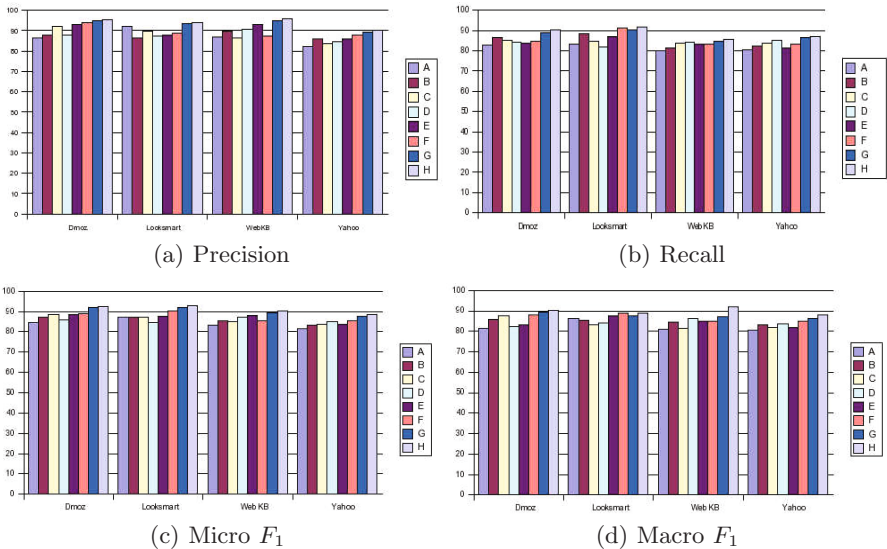 100
90
80
70
60
50
40
30
20
10
0
A
B
C
D
E
F
G
H
Dmoz
Looksmart
WebKB
Yahoo
(a) Precision
100
90
80
70
60
50
40
30
20
10
0
A
B
C
D
E
F
G
H
Dmoz
Looksmart
WebKB
Yahoo
(b) Recall
100
90
80
70
60
50
40
30
20
10
0
A
B
C
D
E
F
G
H
Dmoz
Looksmart
Web KB
Yahoo
(c) Micro F1
100
90
80
70
60
50
40
30
20
10
0
A
B
C
D
E
F
G
H
Dmoz
Looksmart
Web KB
Yahoo
(d) Macro F1